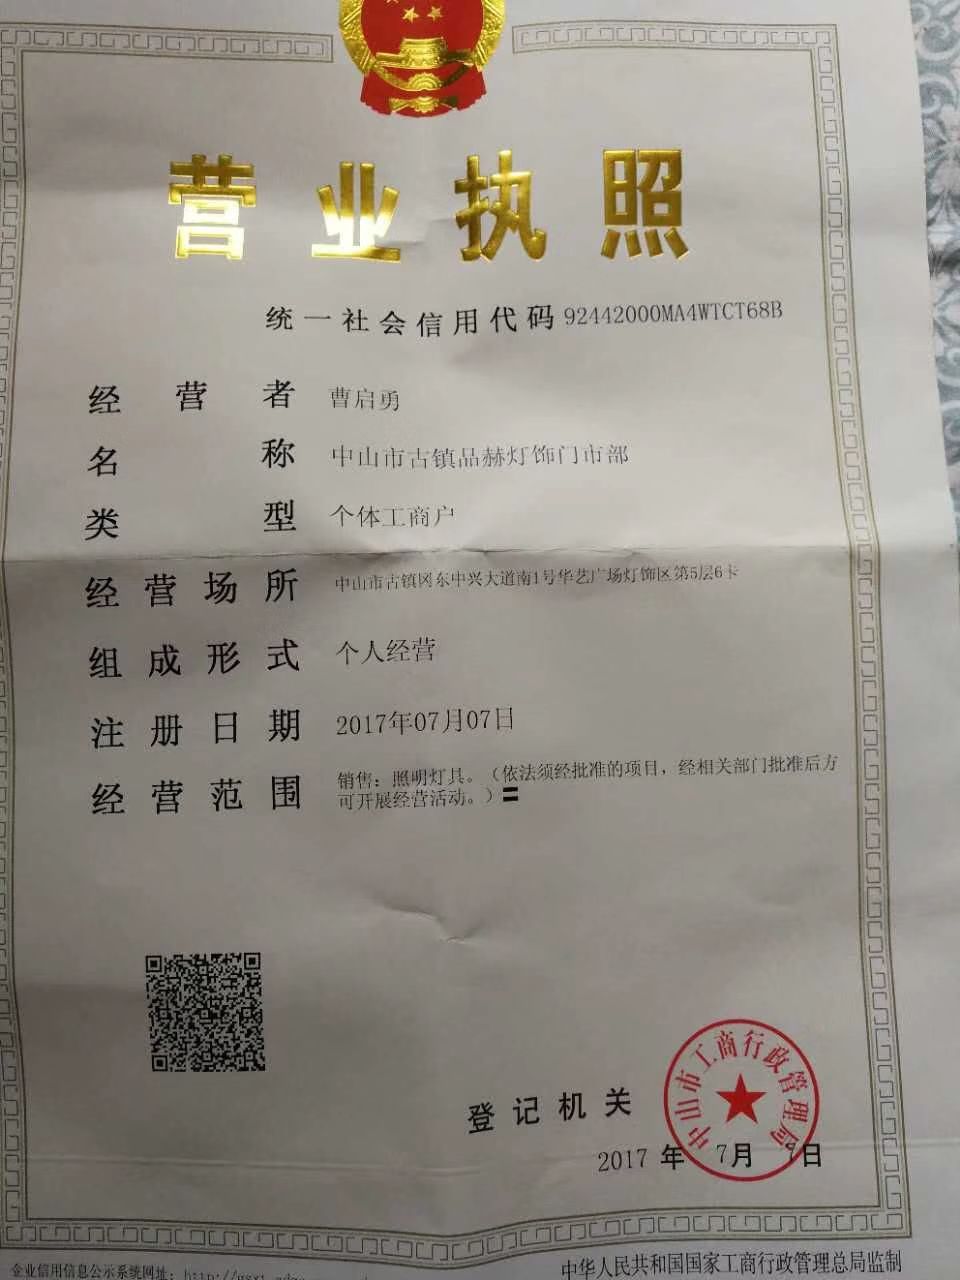 营业执照
统一社会信用代码 92442000MA4WTCT68B
经营者 曹启勇
名称 中山市古镇品赫灯饰门市部
类型 个体工商户
经营场所 中山市古镇冈东中兴大道南1号华艺广场灯饰区第5层6卡
组成形式 个人经营
注册日期 2017年07月07日
经营范围 销售：照明灯具。（依法须经批准的项目，经相关部门批准后方
可开展经营活动。）〓
中山市工商行政管理局
登记机关
2017 年 7月 7日
企业信用信息公示系统网址：
中华人民共和国国家工商行政管理总局监制